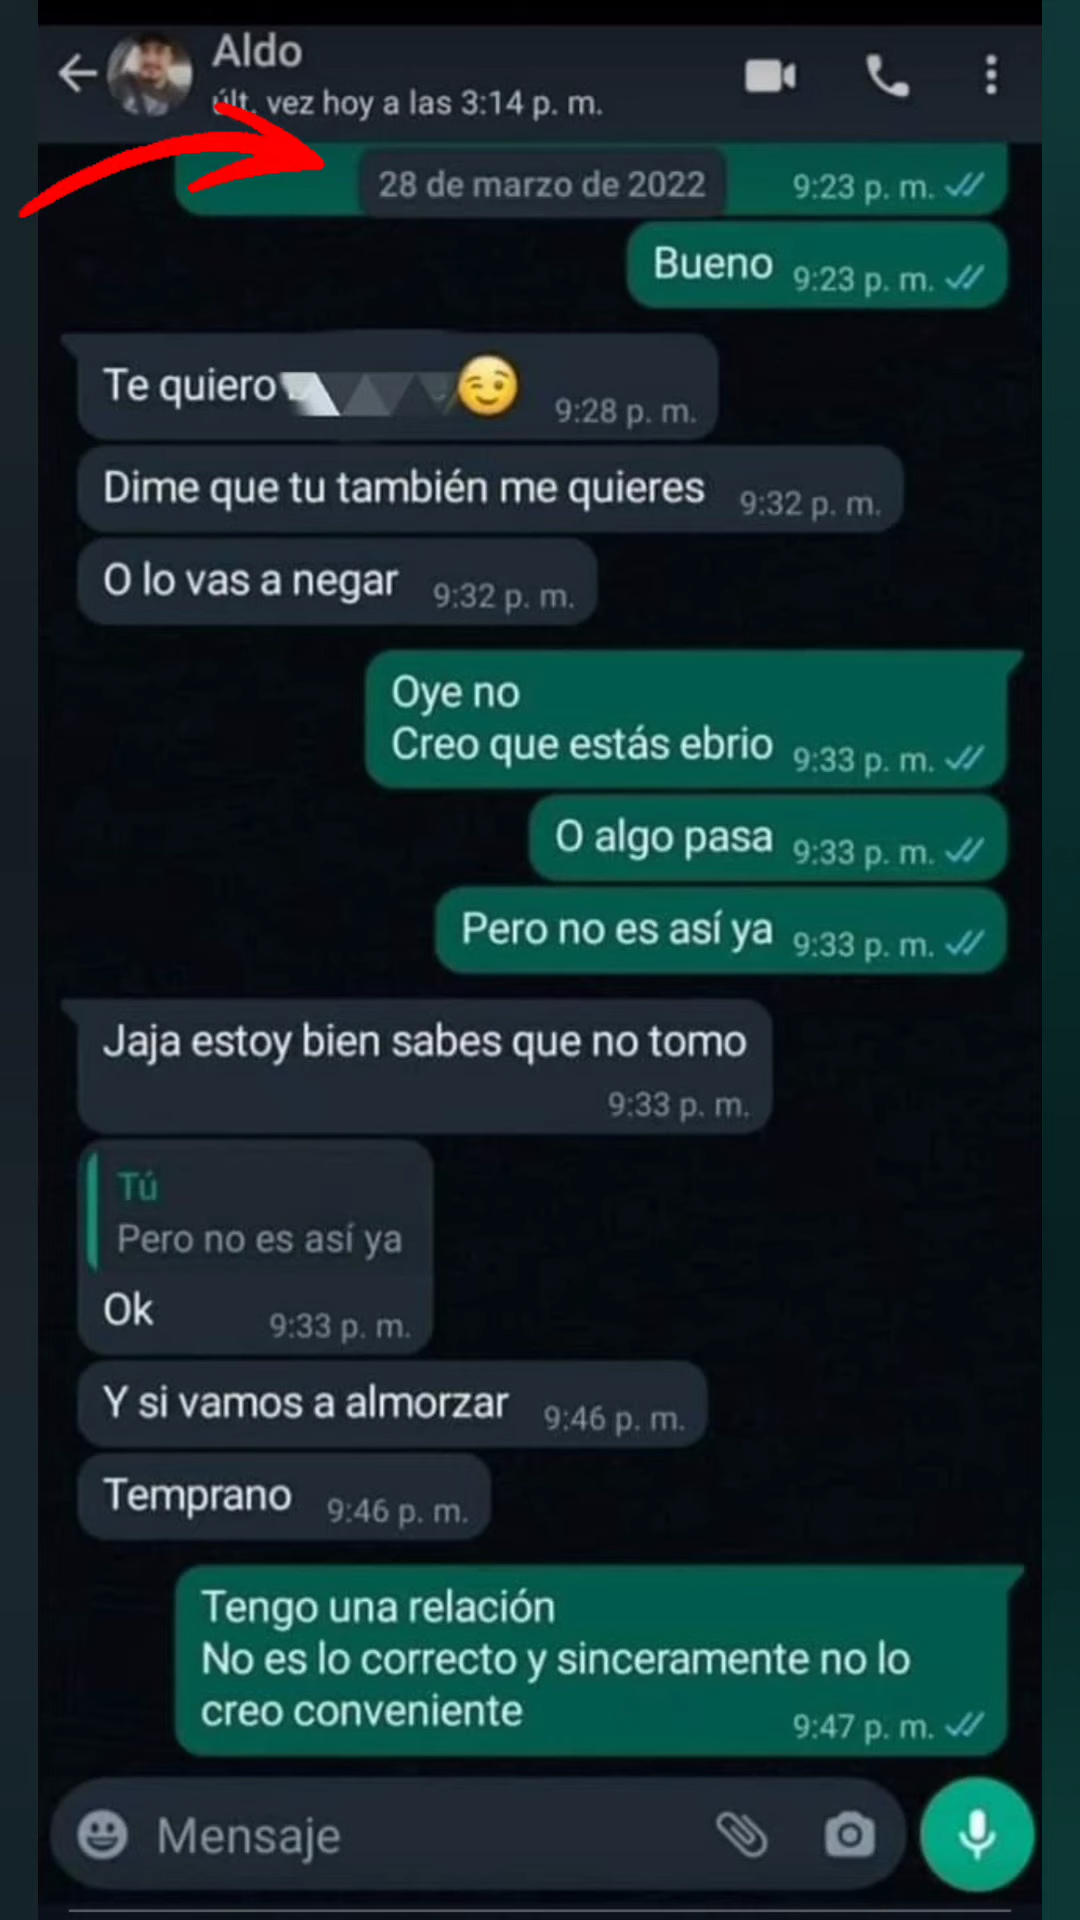 Aldo
últ. vez hoy a las 3:14 p. m.
28 de marzo de 2022
9:23 p. m.
Bueno 9:23 p. m.
Te quiero 😉 9:28 p. m.
Dime que tu también me quieres 9:32 p. m.
O lo vas a negar 9:32 p. m.
Oye no
Creo que estás ebrio 9:33 p. m.
O algo pasa 9:33 p. m.
Pero no es así ya 9:33 p. m.
Jaja estoy bien sabes que no tomo
9:33 p. m.
Tú
Pero no es así ya
Ok 9:33 p. m.
Y si vamos a almorzar 9:46 p. m.
Temprano 9:46 p. m.
Tengo una relación
No es lo correcto y sinceramente no lo
creo conveniente 9:47 p. m.
Mensaje